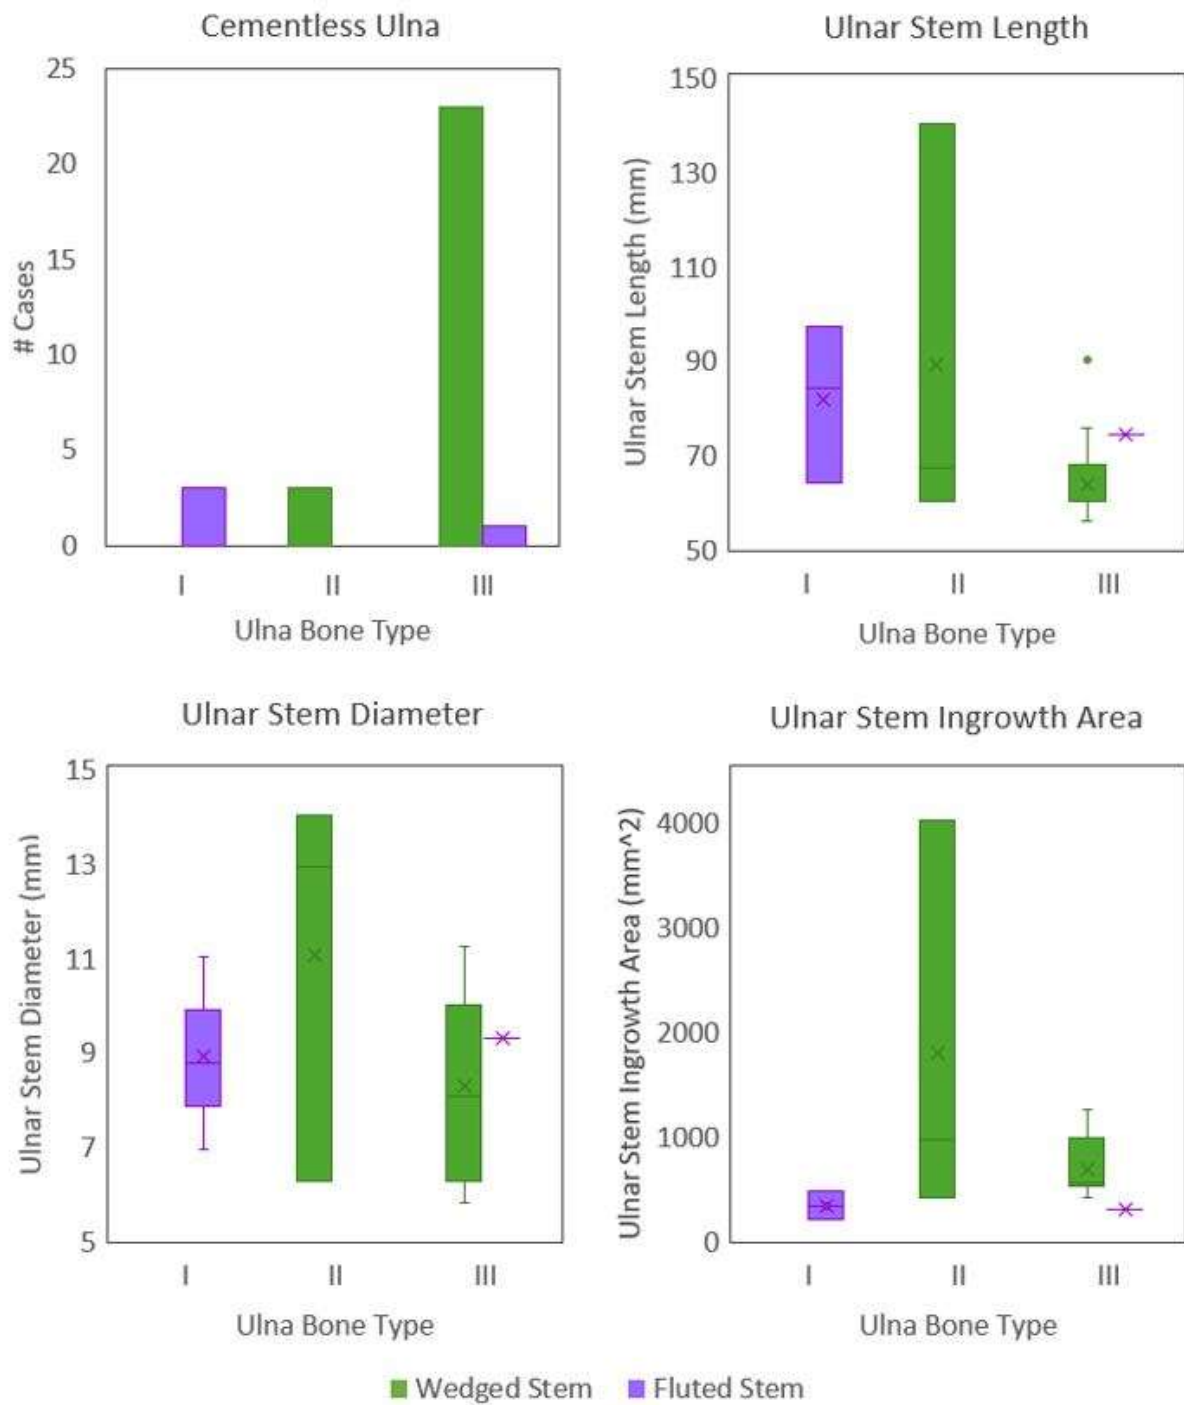 Cementless Ulna
25
20
15
10
5
0
# Cases
I II III
Ulna Bone Type
Ulnar Stem Length
150
130
110
90
70
50
Ulnar Stem Length (mm)
I II III
Ulna Bone Type
Ulnar Stem Diameter
15
13
11
9
7
5
Ulnar Stem Diameter (mm)
I II III
Ulna Bone Type
Ulnar Stem Ingrowth Area
4000
3000
2000
1000
0
Ulnar Stem Ingrowth Area (mm^2)
I II III
Ulna Bone Type
Wedged Stem Fluted Stem